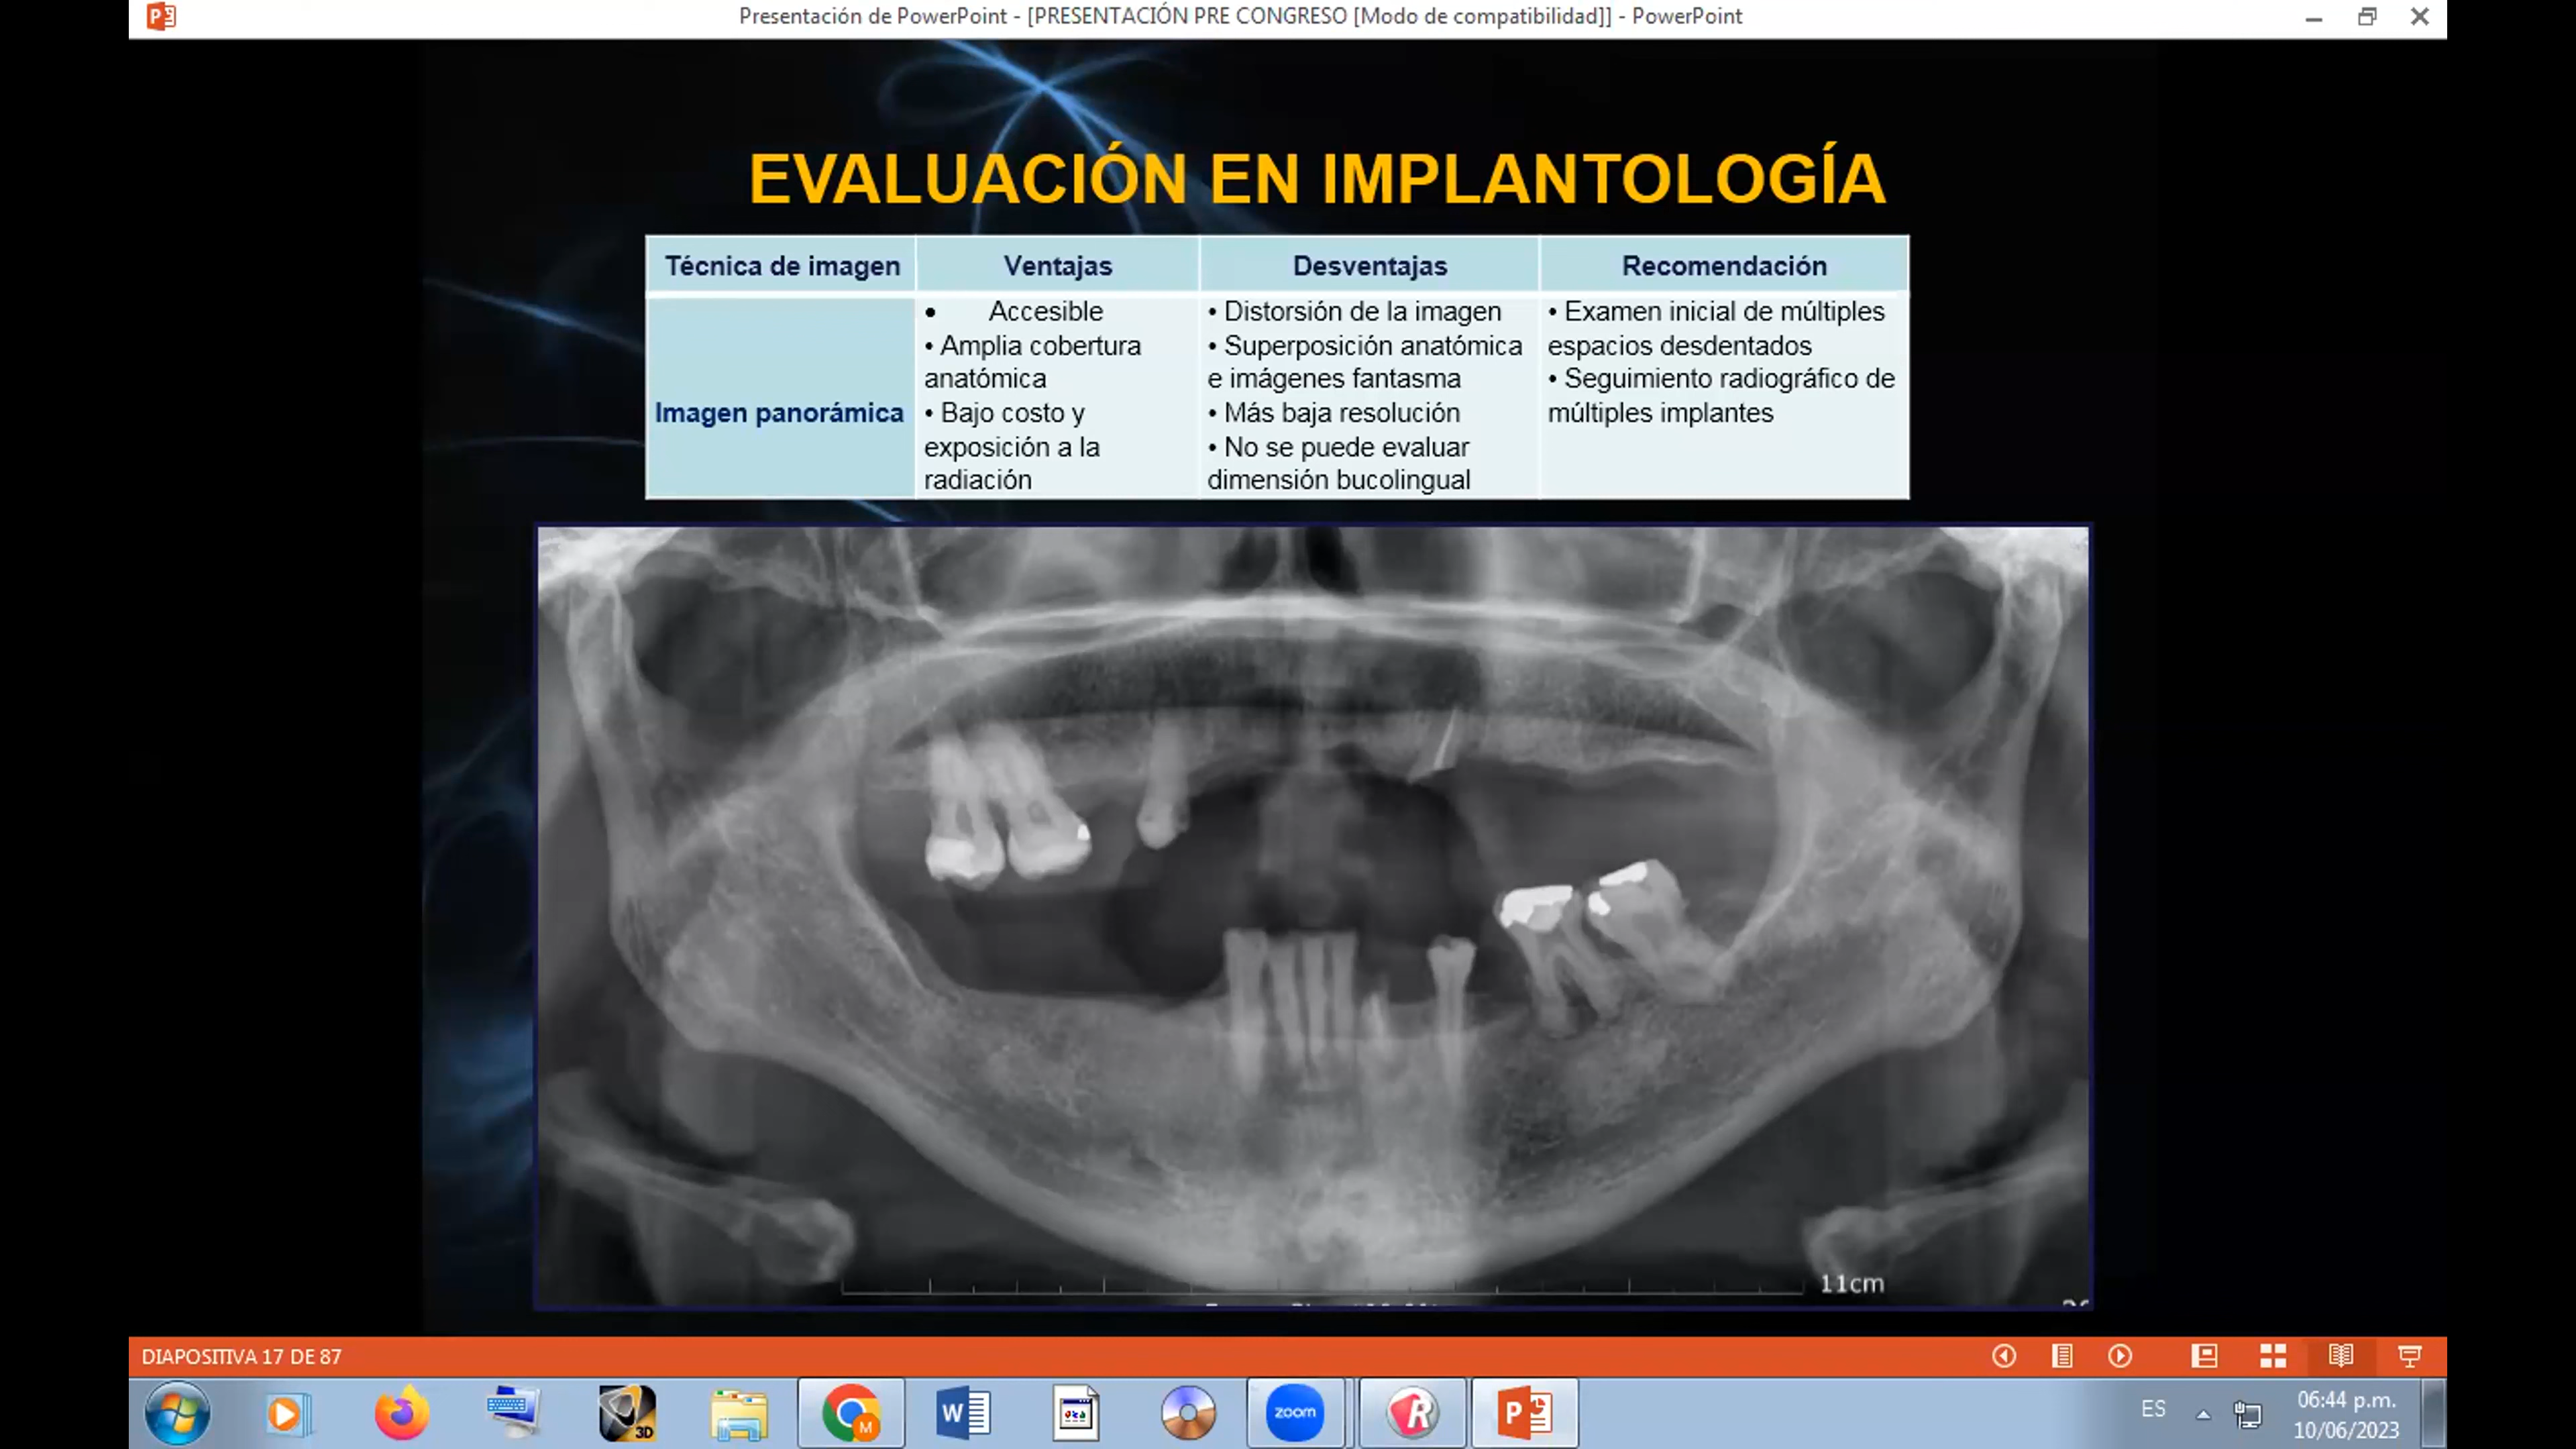 Presentación de PowerPoint - [PRESENTACIÓN PRE CONGRESO [Modo de compatibilidad]] - PowerPoint
EVALUACIÓN EN IMPLANTOLOGÍA
Técnica de imagen
Ventajas
Desventajas
Recomendación
Imagen panorámica
• Accesible
• Amplia cobertura
anatómica
• Bajo costo y
exposición a la
radiación
• Distorsión de la imagen
• Superposición anatómica
e imágenes fantasma
• Más baja resolución
• No se puede evaluar
dimensión bucolingual
• Examen inicial de múltiples
espacios desdentados
• Seguimiento radiográfico de
múltiples implantes
11cm
DIAPOSITIVA 17 DE 87
3D
M
W
zoom
R
P
ES
06:44 p.m.
10/06/2023